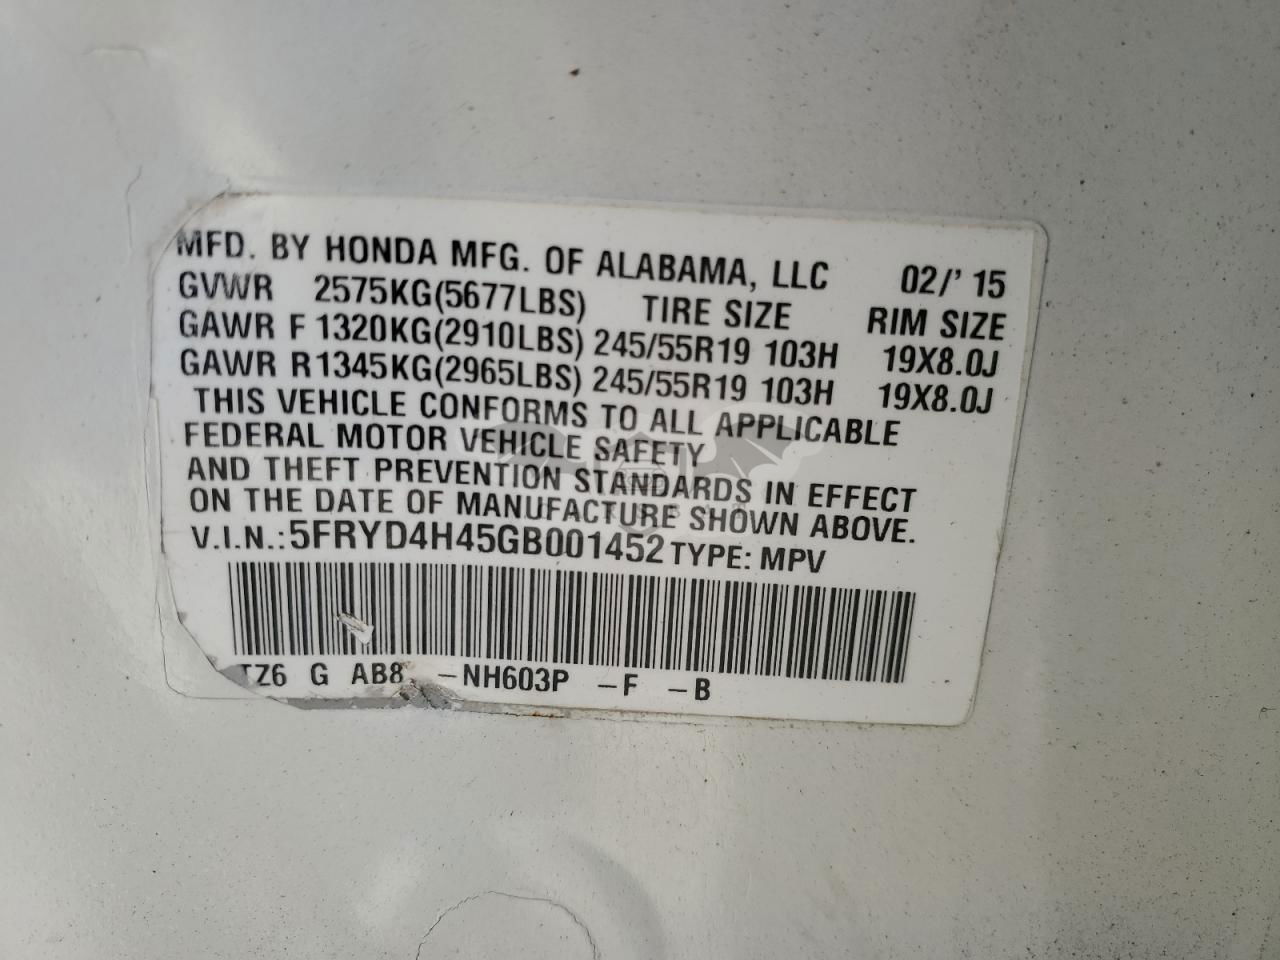 MFD. BY HONDA MFG. OF ALABAMA, LLC 02/' 15
GVWR 2575KG(5677LBS) TIRE SIZE RIM SIZE
GAWR F 1320KG(2910LBS) 245/55R19 103H 19X8.0J
GAWR R 1345KG(2965LBS) 245/55R19 103H 19X8.0J
THIS VEHICLE CONFORMS TO ALL APPLICABLE
FEDERAL MOTOR VEHICLE SAFETY
AND THEFT PREVENTION STANDARDS IN EFFECT
ON THE DATE OF MANUFACTURE SHOWN ABOVE.
V.I.N.: 5FRYD4H45GB001452 TYPE: MPV
TZ6 G AB8 -NH603P -F -B